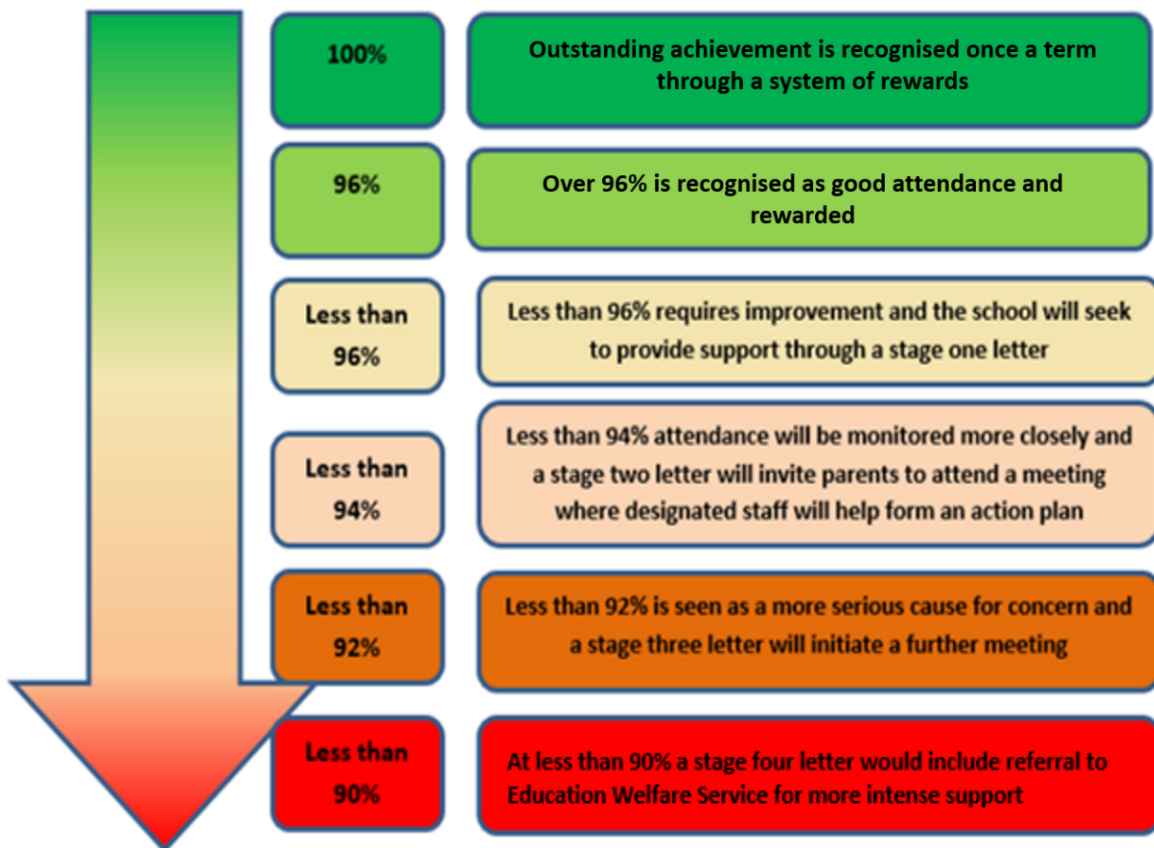 100%
Outstanding achievement is recognised once a term
through a system of rewards
96%
Over 96% is recognised as good attendance and
rewarded
Less than
96%
Less than 96% requires improvement and the school will seek
to provide support through a stage one letter
Less than
94%
Less than 94% attendance will be monitored more closely and
a stage two letter will invite parents to attend a meeting
where designated staff will help form an action plan
Less than
92%
Less than 92% is seen as a more serious cause for concern and
a stage three letter will initiate a further meeting
Less than
90%
At less than 90% a stage four letter would include referral to
Education Welfare Service for more intense support